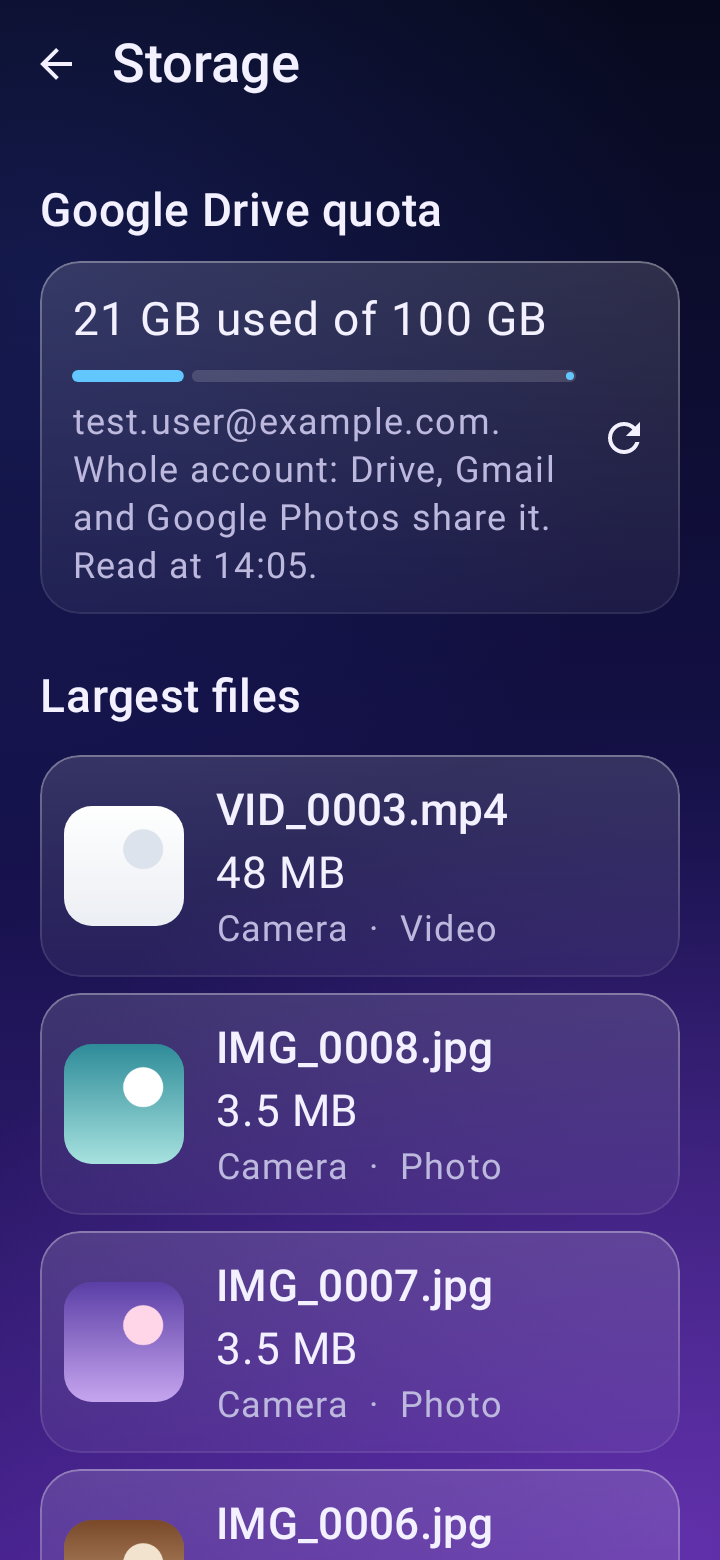 Storage
Google Drive quota
21 GB used of 100 GB
test.user@example.com.
Whole account: Drive, Gmail
and Google Photos share it.
Read at 14:05.
Largest files
VID_0003.mp4
48 MB
Camera · Video
IMG_0008.jpg
3.5 MB
Camera · Photo
IMG_0007.jpg
3.5 MB
Camera · Photo
IMG_0006.jpg